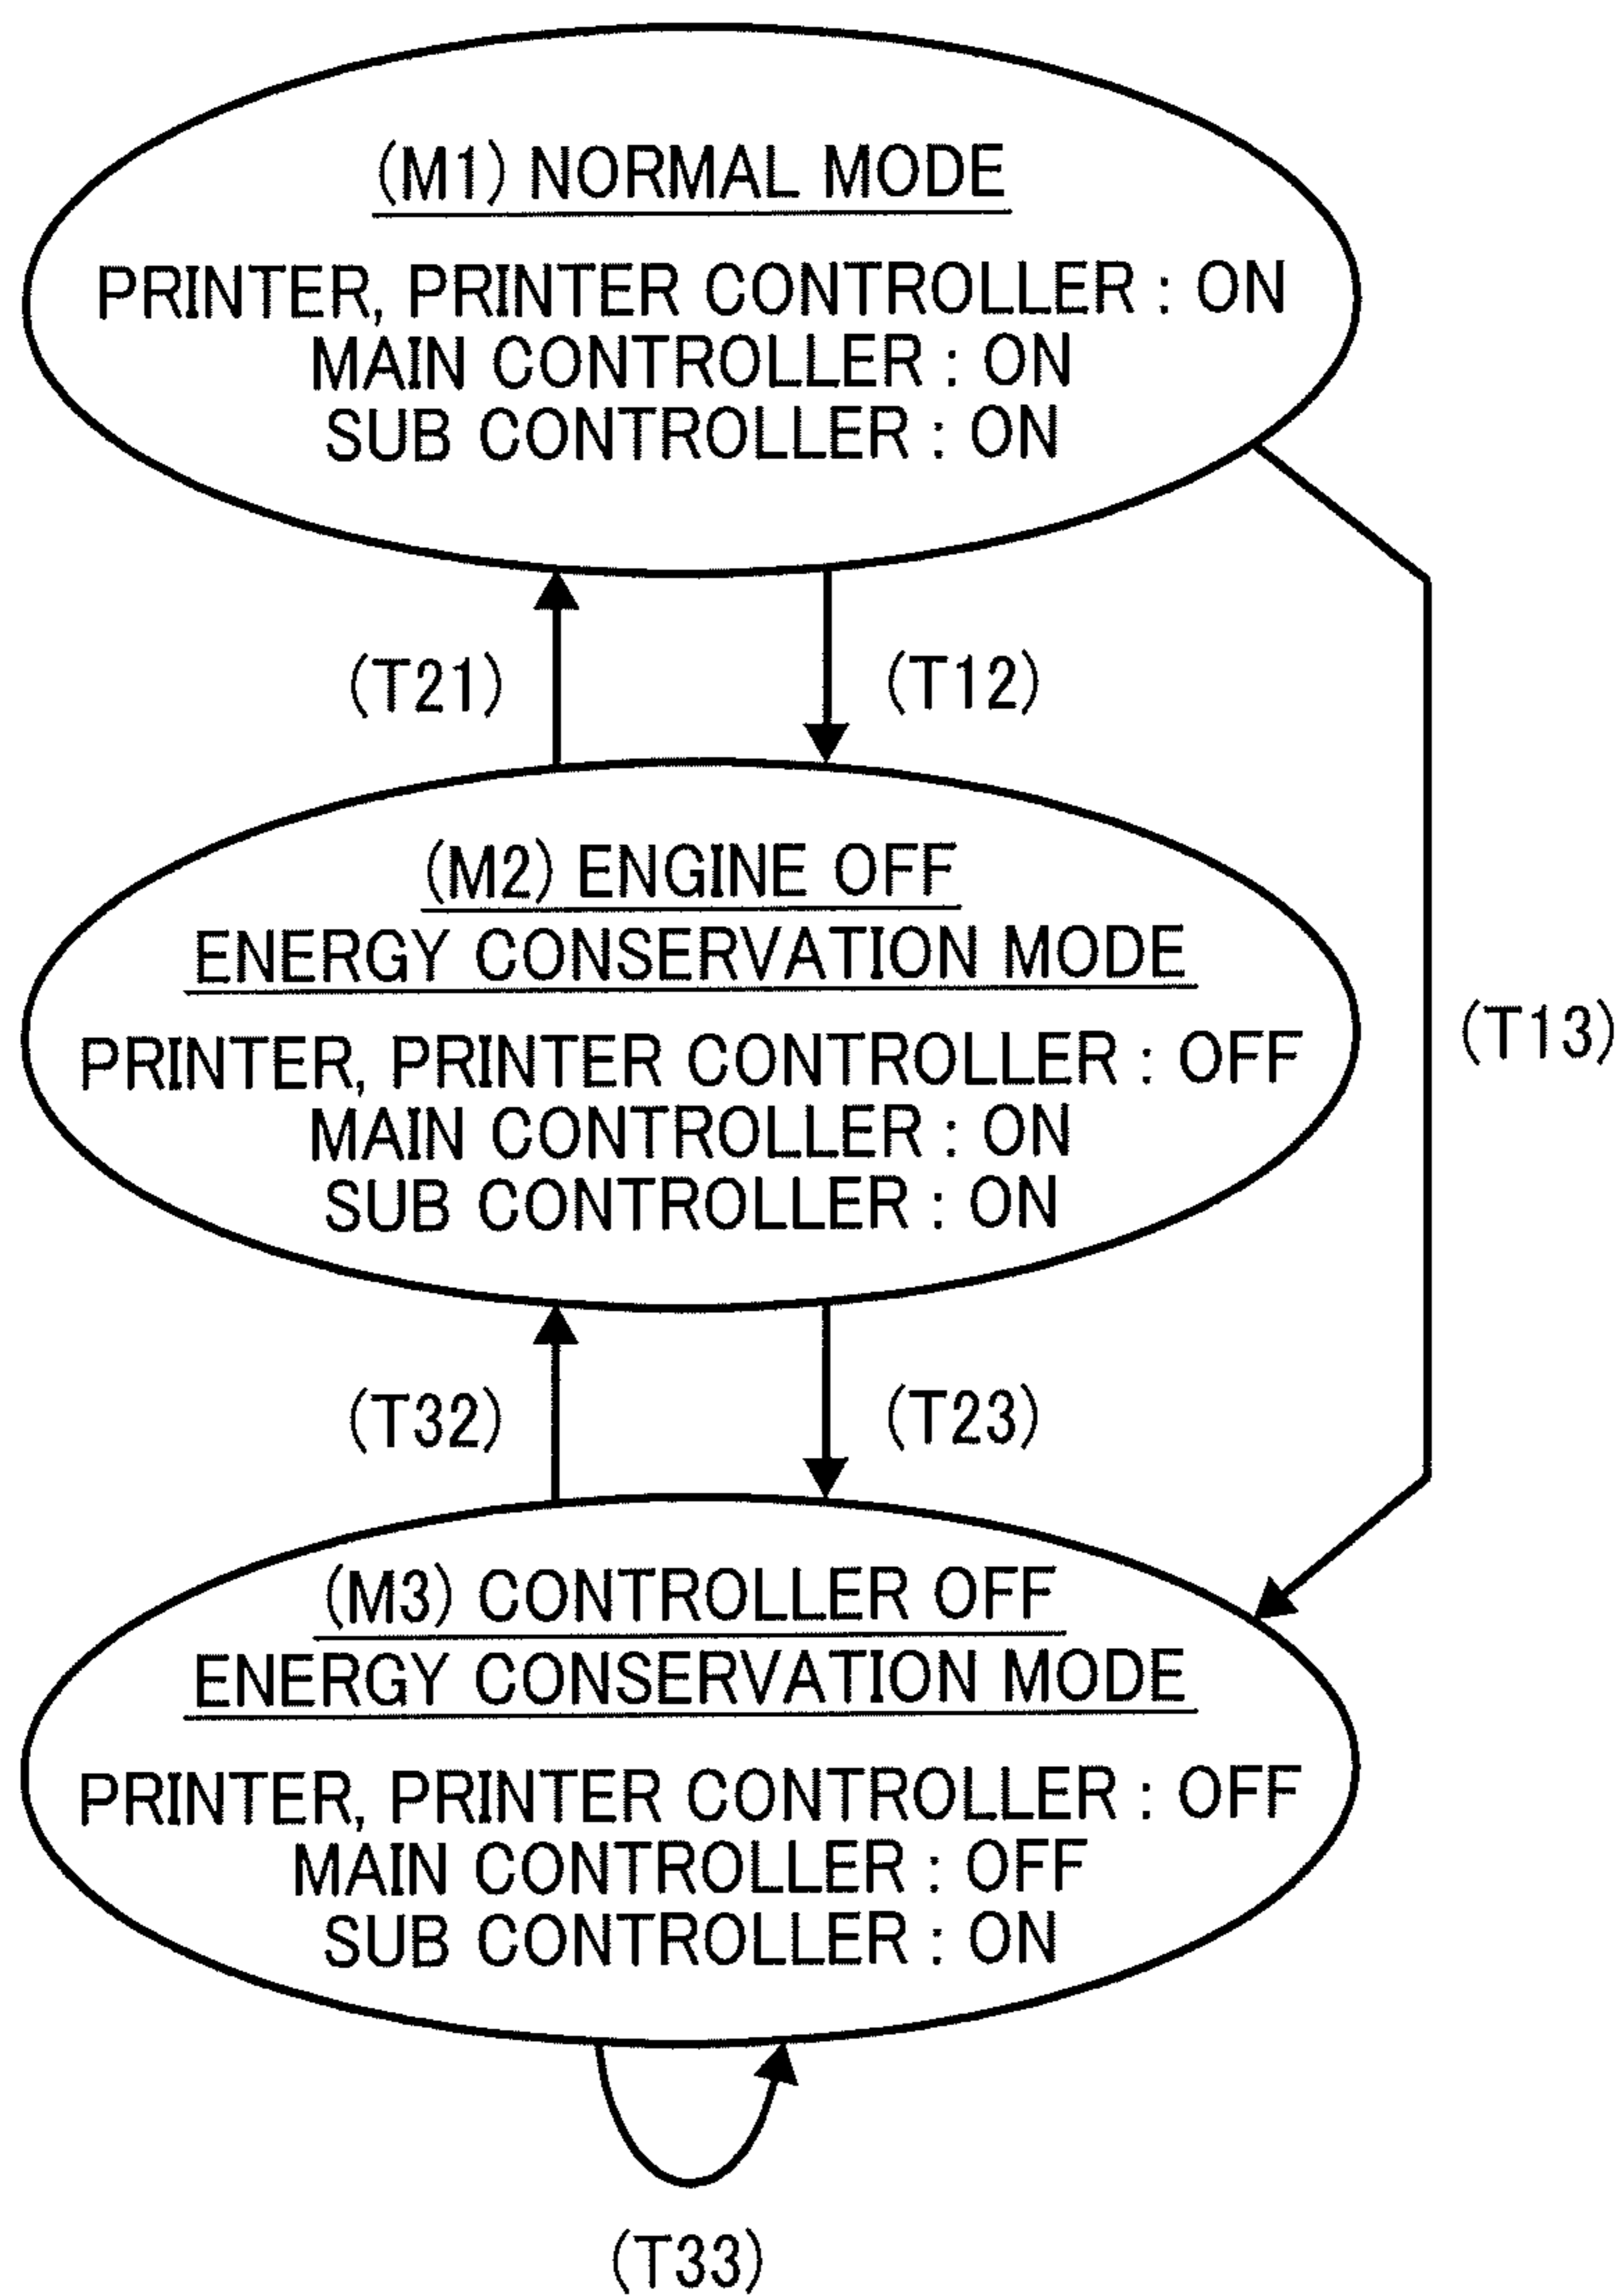 (M1) NORMAL MODE
PRINTER, PRINTER CONTROLLER : ON
MAIN CONTROLLER : ON
SUB CONTROLLER : ON
(T21)
(T12)
(M2) ENGINE OFF
ENERGY CONSERVATION MODE
PRINTER, PRINTER CONTROLLER : OFF
MAIN CONTROLLER : ON
SUB CONTROLLER : ON
(T13)
(T32)
(T23)
(M3) CONTROLLER OFF
ENERGY CONSERVATION MODE
PRINTER, PRINTER CONTROLLER : OFF
MAIN CONTROLLER : OFF
SUB CONTROLLER : ON
(T33)